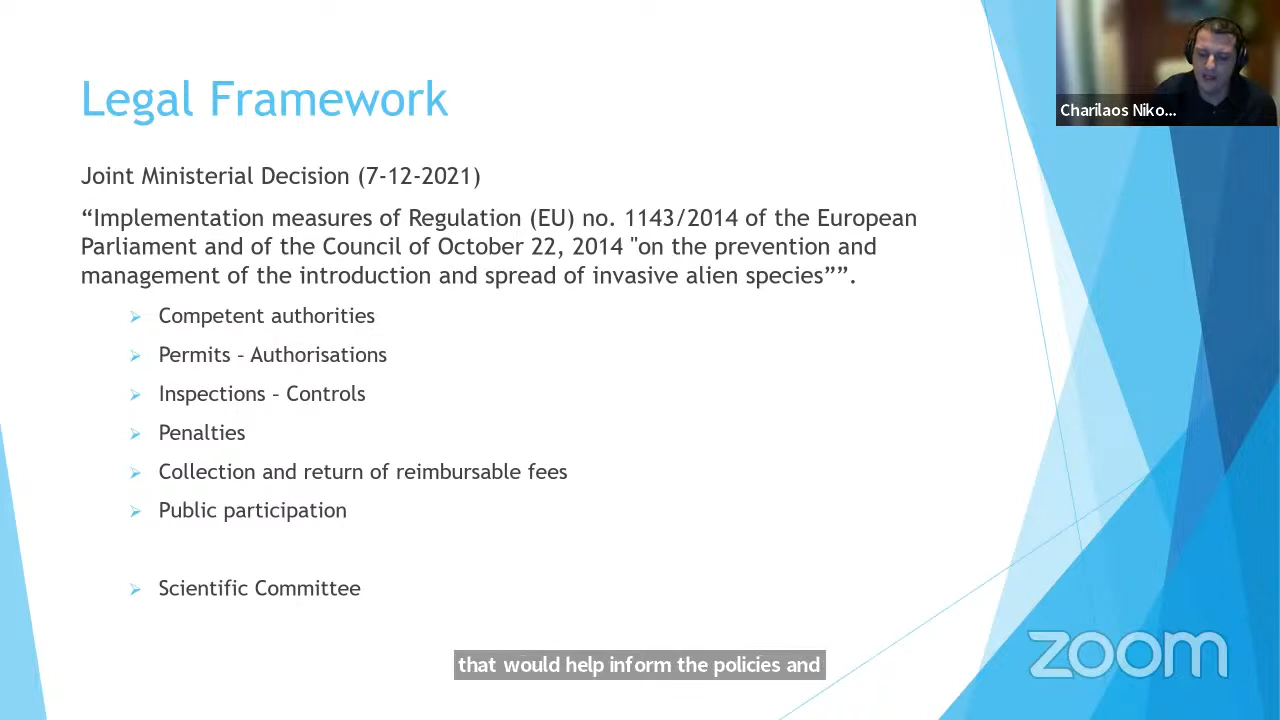 Legal Framework
Charilaos Niko...
Joint Ministerial Decision (7-12-2021)
“Implementation measures of Regulation (EU) no. 1143/2014 of the European
Parliament and of the Council of October 22, 2014 "on the prevention and
management of the introduction and spread of invasive alien species””.
Competent authorities
Permits – Authorisations
Inspections – Controls
Penalties
Collection and return of reimbursable fees
Public participation
Scientific Committee
that would help inform the policies and
zoom